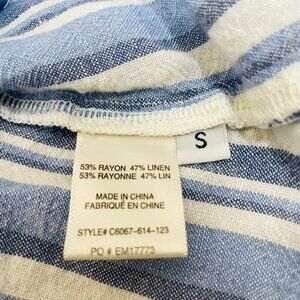 S
53% RAYON 47% LINEN
53% RAYONNE 47% LIN
MADE IN CHINA
FABRIQUÉ EN CHINE
STYLE# C6067-614-123
PO # EM17773